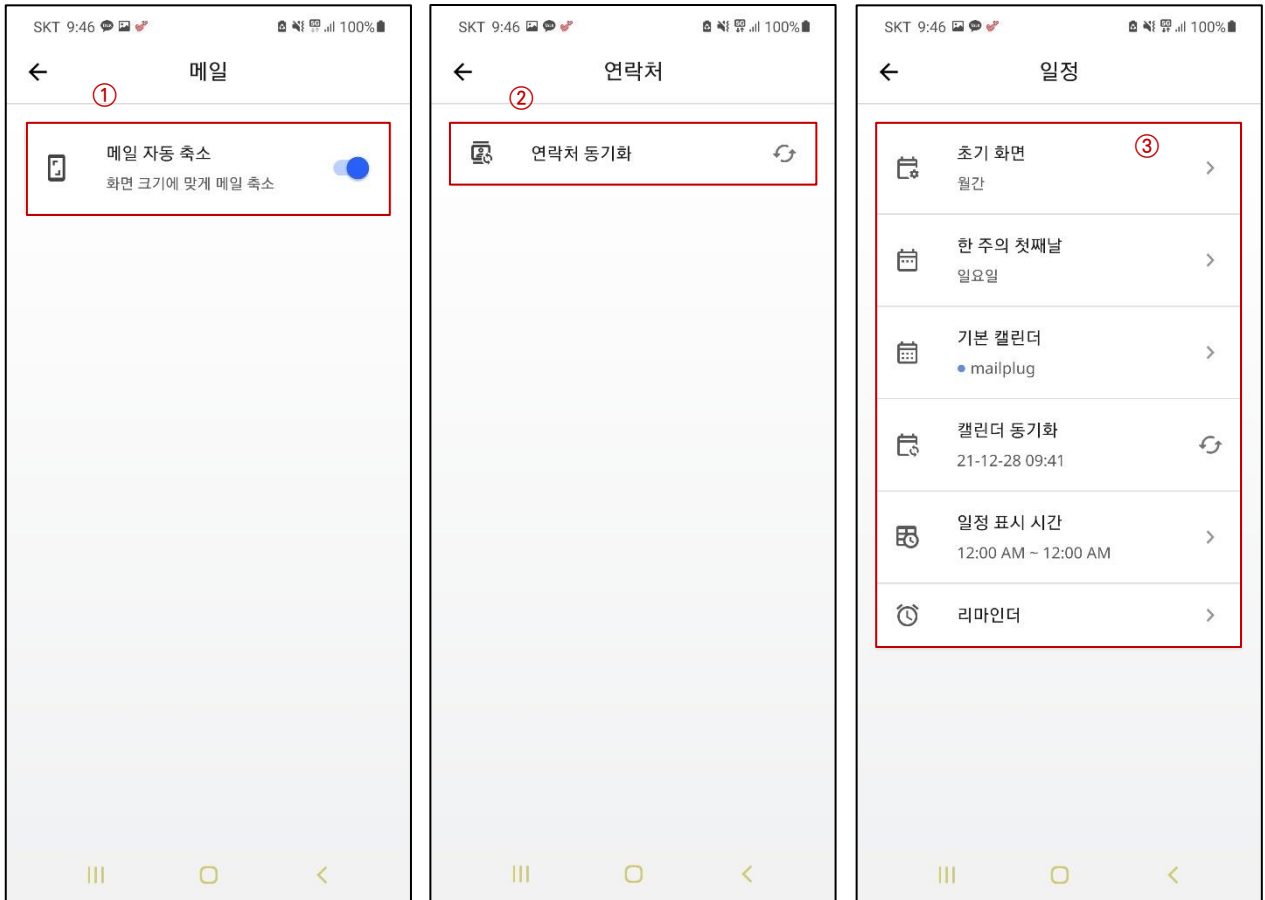 SKT 9:46
100%
메일
①
메일 자동 축소
화면 크기에 맞게 메일 축소
SKT 9:46
100%
연락처
②
연락처 동기화
SKT 9:46
100%
일정
③
초기 화면
월간
한 주의 첫째날
일요일
기본 캘린더
mailplug
캘린더 동기화
21-12-28 09:41
일정 표시 시간
12:00 AM ~ 12:00 AM
리마인더